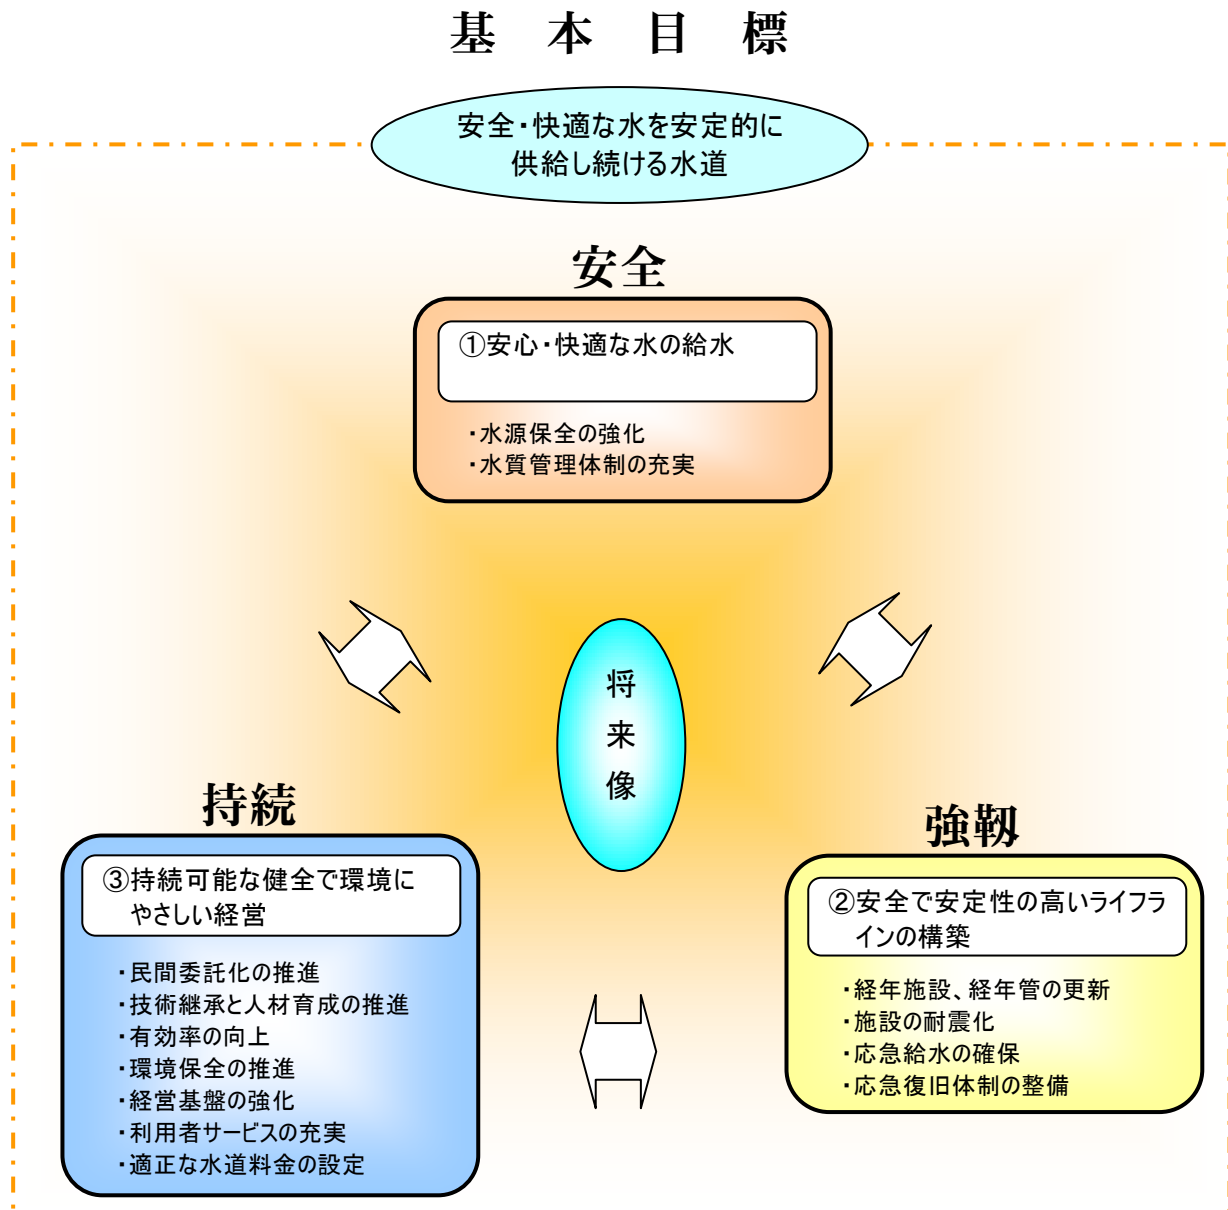 基本目標
安全・快適な水を安定的に
供給し続ける水道
安全
①安心・快適な水の給水
・水源保全の強化
・水質管理体制の充実
将
来
像
持続
③持続可能な健全で環境に
やさしい経営
・民間委託化の推進
・技術継承と人材育成の推進
・有効率の向上
・環境保全の推進
・経営基盤の強化
・利用者サービスの充実
・適正な水道料金の設定
強靱
②安全で安定性の高いライフラ
インの構築
・経年施設、経年管の更新
・施設の耐震化
・応急給水の確保
・応急復旧体制の整備